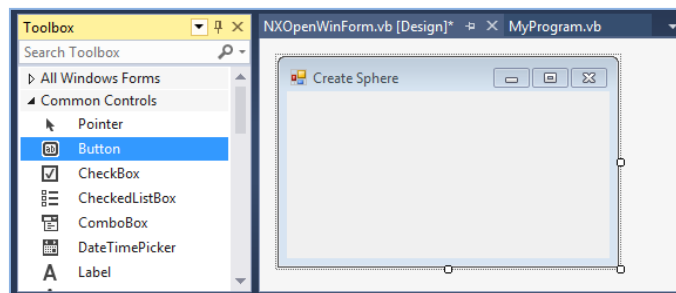 Toolbox
Search Toolbox
All Windows Forms
Common Controls
Pointer
Button
CheckBox
CheckedListBox
ComboBox
DateTimePicker
Label
NXOpenWinForm.vb [Design]* MyProgram.vb
Create Sphere